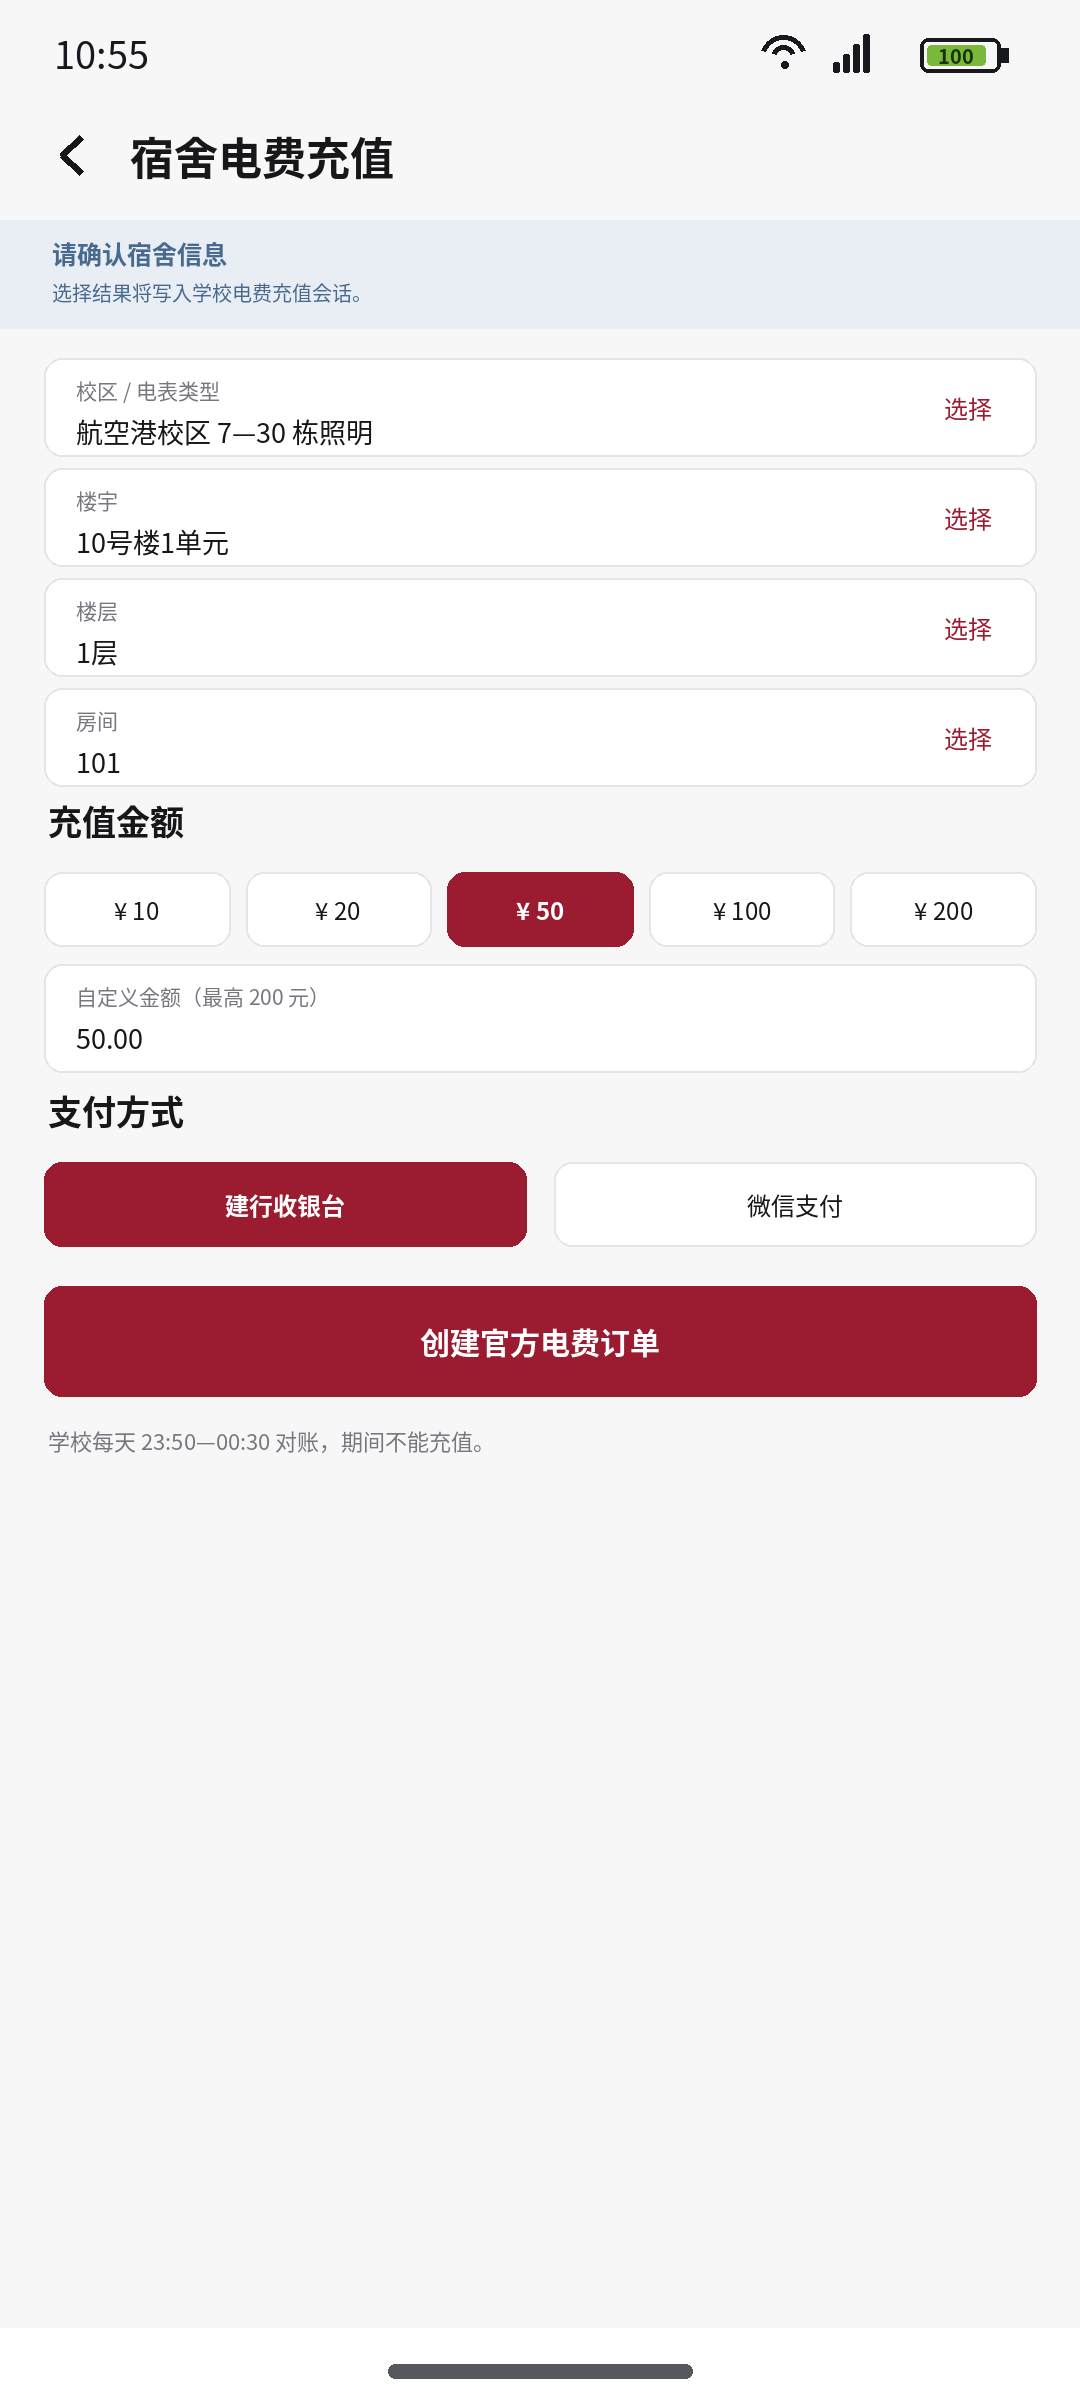 10:55
100
宿舍电费充值
请确认宿舍信息
选择结果将写入学校电费充值会话。
校区 / 电表类型
航空港校区 7—30 栋照明
选择
楼宇
10号楼1单元
选择
楼层
1层
选择
房间
101
选择
充值金额
¥ 10
¥ 20
¥ 50
¥ 100
¥ 200
自定义金额（最高 200 元）
50.00
支付方式
建行收银台
微信支付
创建官方电费订单
学校每天 23:50—00:30 对账，期间不能充值。